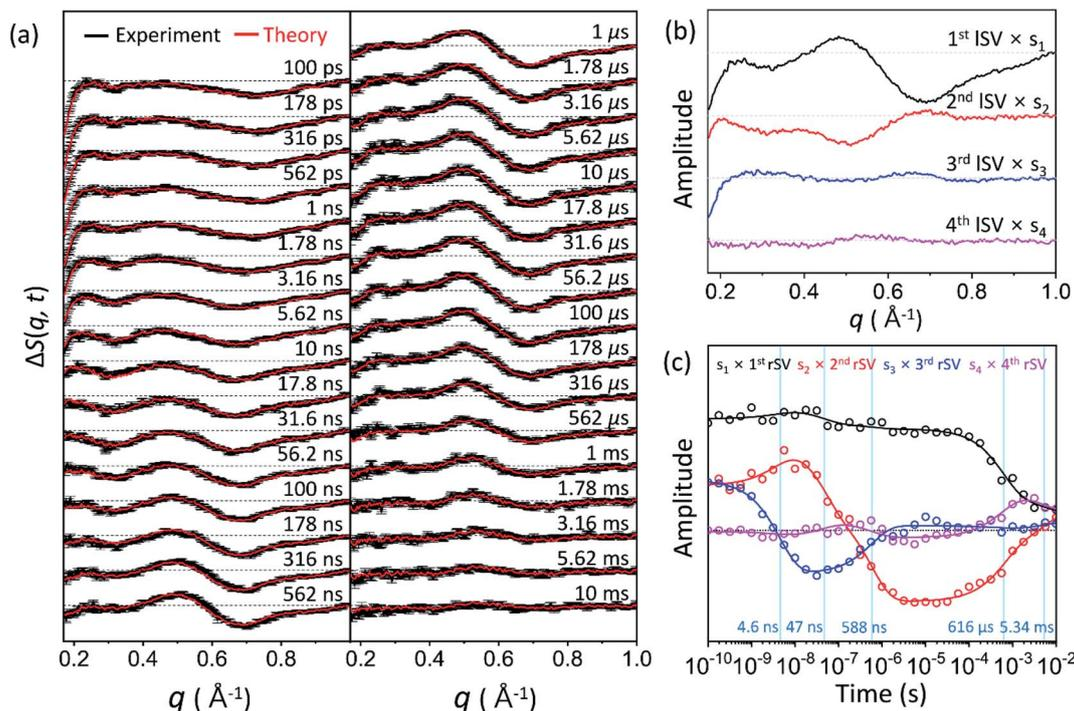 (a)
Experiment Theory
100 ps
178 ps
316 ps
562 ps
1 ns
1.78 ns
3.16 ns
5.62 ns
10 ns
17.8 ns
31.6 ns
56.2 ns
100 ns
178 ns
316 ns
562 ns
1 μs
1.78 μs
3.16 μs
5.62 μs
10 μs
17.8 μs
31.6 μs
56.2 μs
100 μs
178 μs
316 μs
562 μs
1 ms
1.78 ms
3.16 ms
5.62 ms
10 ms
ΔS(q, t)
0.2 0.4 0.6 0.8 0.2 0.4 0.6 0.8 1.0
q ( Å⁻¹) q ( Å⁻¹)
(b)
1st lSV × s₁
2nd lSV × s₂
3rd lSV × s₃
4th lSV × s₄
Amplitude
0.2 0.4 0.6 0.8 1.0
q ( Å⁻¹)
(c)
s₁ × 1st rSV s₂ × 2nd rSV s₃ × 3rd rSV s₄ × 4th rSV
Amplitude
4.6 ns 47 ns 588 ns 616 μs 5.34 ms
10⁻¹⁰ 10⁻⁹ 10⁻⁸ 10⁻⁷ 10⁻⁶ 10⁻⁵ 10⁻⁴ 10⁻³ 10⁻²
Time (s)